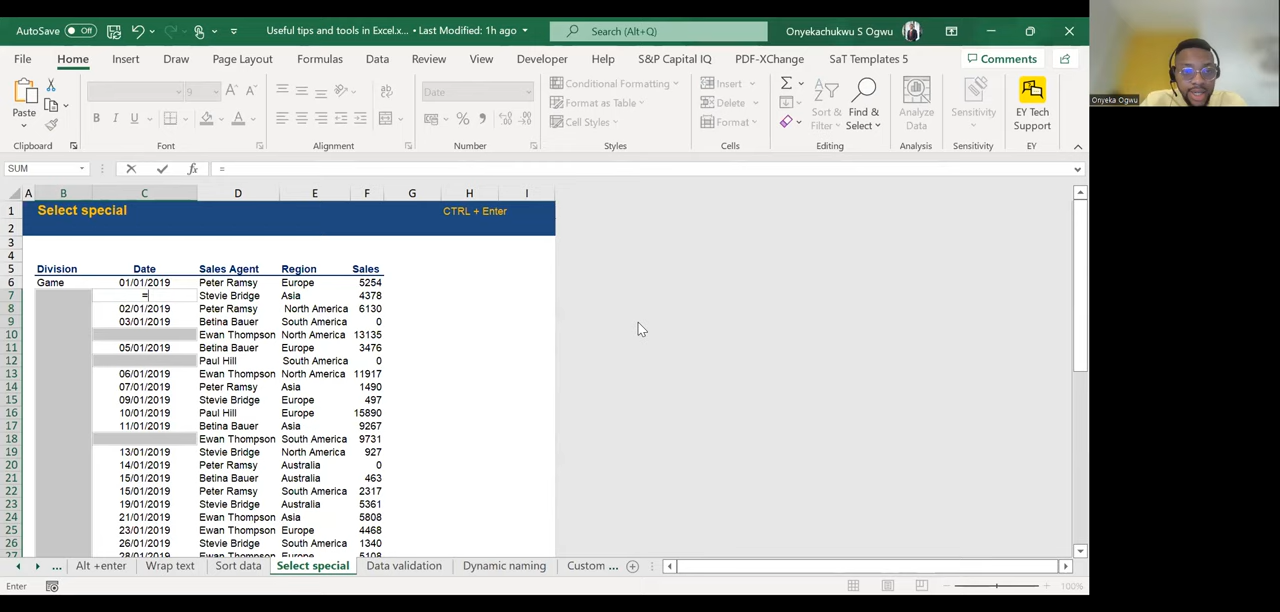 AutoSave Off Useful tips and tools in Excel.x... • Last Modified: 1h ago Search (Alt+Q) Onyekachukwu S Ogwu
File Home Insert Draw Page Layout Formulas Data Review View Developer Help S&P Capital IQ PDF-XChange SaT Templates 5 Comments
Paste 9 A A B I U A Date % Conditional Formatting Format as Table Cell Styles Insert Delete Format Sort & Filter Find & Select Analyze Data Sensitivity EY Tech Support
Clipboard Font Alignment Number Styles Cells Editing Analysis Sensitivity EY
SUM fx =
A B C D E F G H I
1 Select special CTRL + Enter
2
3
4
5 Division Date Sales Agent Region Sales
6 Game 01/01/2019 Peter Ramsy Europe 5254
7 = Stevie Bridge Asia 4378
8 02/01/2019 Peter Ramsy North America 6130
9 03/01/2019 Betina Bauer South America 0
10 Ewan Thompson North America 13135
11 05/01/2019 Betina Bauer Europe 3476
12 Paul Hill South America 0
13 06/01/2019 Ewan Thompson North America 11917
14 07/01/2019 Peter Ramsy Asia 1490
15 09/01/2019 Stevie Bridge Europe 497
16 10/01/2019 Paul Hill Europe 15890
17 11/01/2019 Betina Bauer Asia 9267
18 Ewan Thompson South America 9731
19 13/01/2019 Stevie Bridge North America 927
20 14/01/2019 Peter Ramsy Australia 0
21 15/01/2019 Betina Bauer Australia 463
22 15/01/2019 Peter Ramsy South America 2317
23 19/01/2019 Stevie Bridge Australia 5361
24 21/01/2019 Ewan Thompson Asia 5808
25 23/01/2019 Ewan Thompson Europe 4468
26 26/01/2019 Stevie Bridge South America 1340
27 28/01/2019 Ewan Thompson Europe 5108
... Alt +enter Wrap text Sort data Select special Data validation Dynamic naming Custom ...
Enter 100%
Onyeka Ogwu